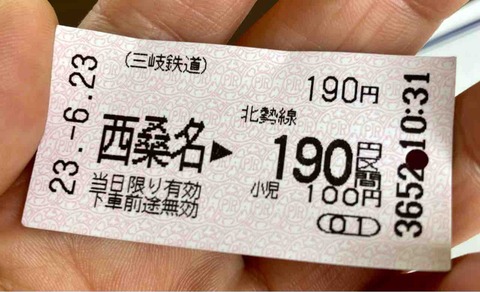 23.-6.23
(三岐鉄道)
190円
北勢線
西桑名▶ 190円区間
当日限り有効
小児 100円
下車前途無効
01
3652 10:31